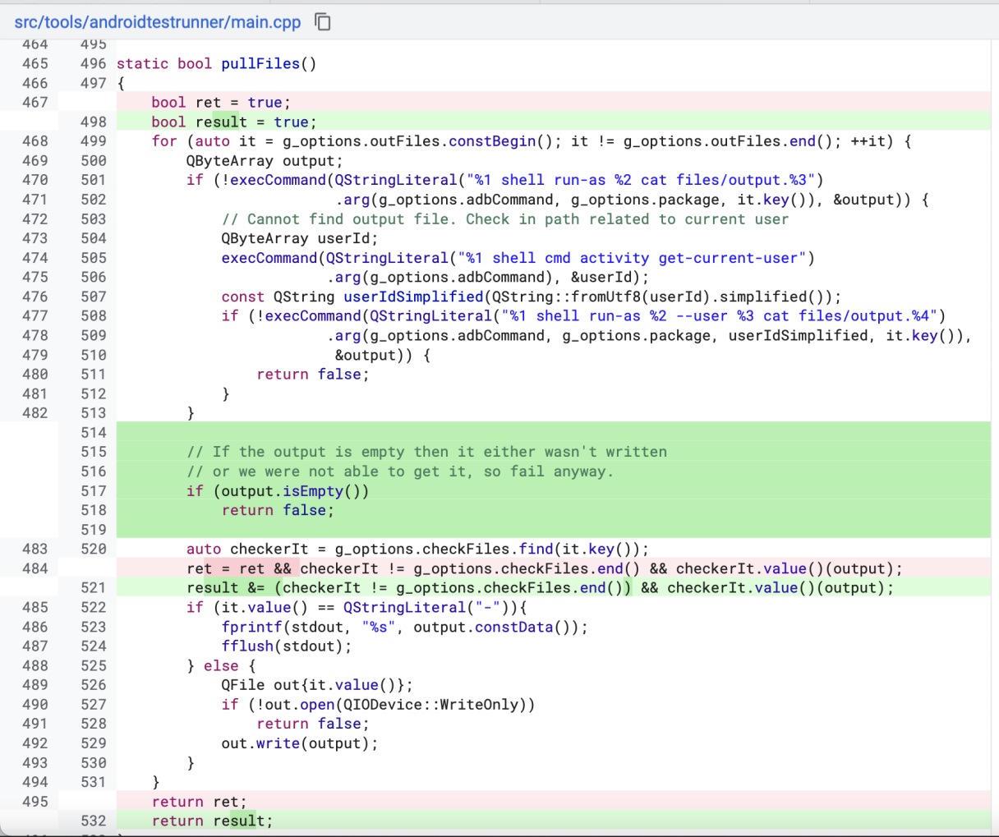 src/tools/androidtestrunner/main.cpp
464 495
465 496 static bool pullFiles()
466 497 {
467 bool ret = true;
498 bool result = true;
468 499 for (auto it = g_options.outFiles.constBegin(); it != g_options.outFiles.end(); ++it) {
469 500 QByteArray output;
470 501 if (!execCommand(QStringLiteral("%1 shell run-as %2 cat files/output.%3")
471 502 .arg(g_options.adbCommand, g_options.package, it.key()), &output)) {
472 503 // Cannot find output file. Check in path related to current user
473 504 QByteArray userId;
474 505 execCommand(QStringLiteral("%1 shell cmd activity get-current-user")
475 506 .arg(g_options.adbCommand), &userId);
476 507 const QString userIdSimplified(QString::fromUtf8(userId).simplified());
477 508 if (!execCommand(QStringLiteral("%1 shell run-as %2 --user %3 cat files/output.%4")
478 509 .arg(g_options.adbCommand, g_options.package, userIdSimplified, it.key()),
479 510 &output)) {
480 511 return false;
481 512 }
482 513 }
514
515 // If the output is empty then it either wasn't written
516 // or we were not able to get it, so fail anyway.
517 if (output.isEmpty())
518 return false;
519
483 520 auto checkerIt = g_options.checkFiles.find(it.key());
484 ret = ret && checkerIt != g_options.checkFiles.end() && checkerIt.value()(output);
521 result &= (checkerIt != g_options.checkFiles.end()) && checkerIt.value()(output);
485 522 if (it.value() == QStringLiteral("-")){
486 523 fprintf(stdout, "%s", output.constData());
487 524 fflush(stdout);
488 525 } else {
489 526 QFile out{it.value()};
490 527 if (!out.open(QIODevice::WriteOnly))
491 528 return false;
492 529 out.write(output);
493 530 }
494 531 }
495 return ret;
532 return result;